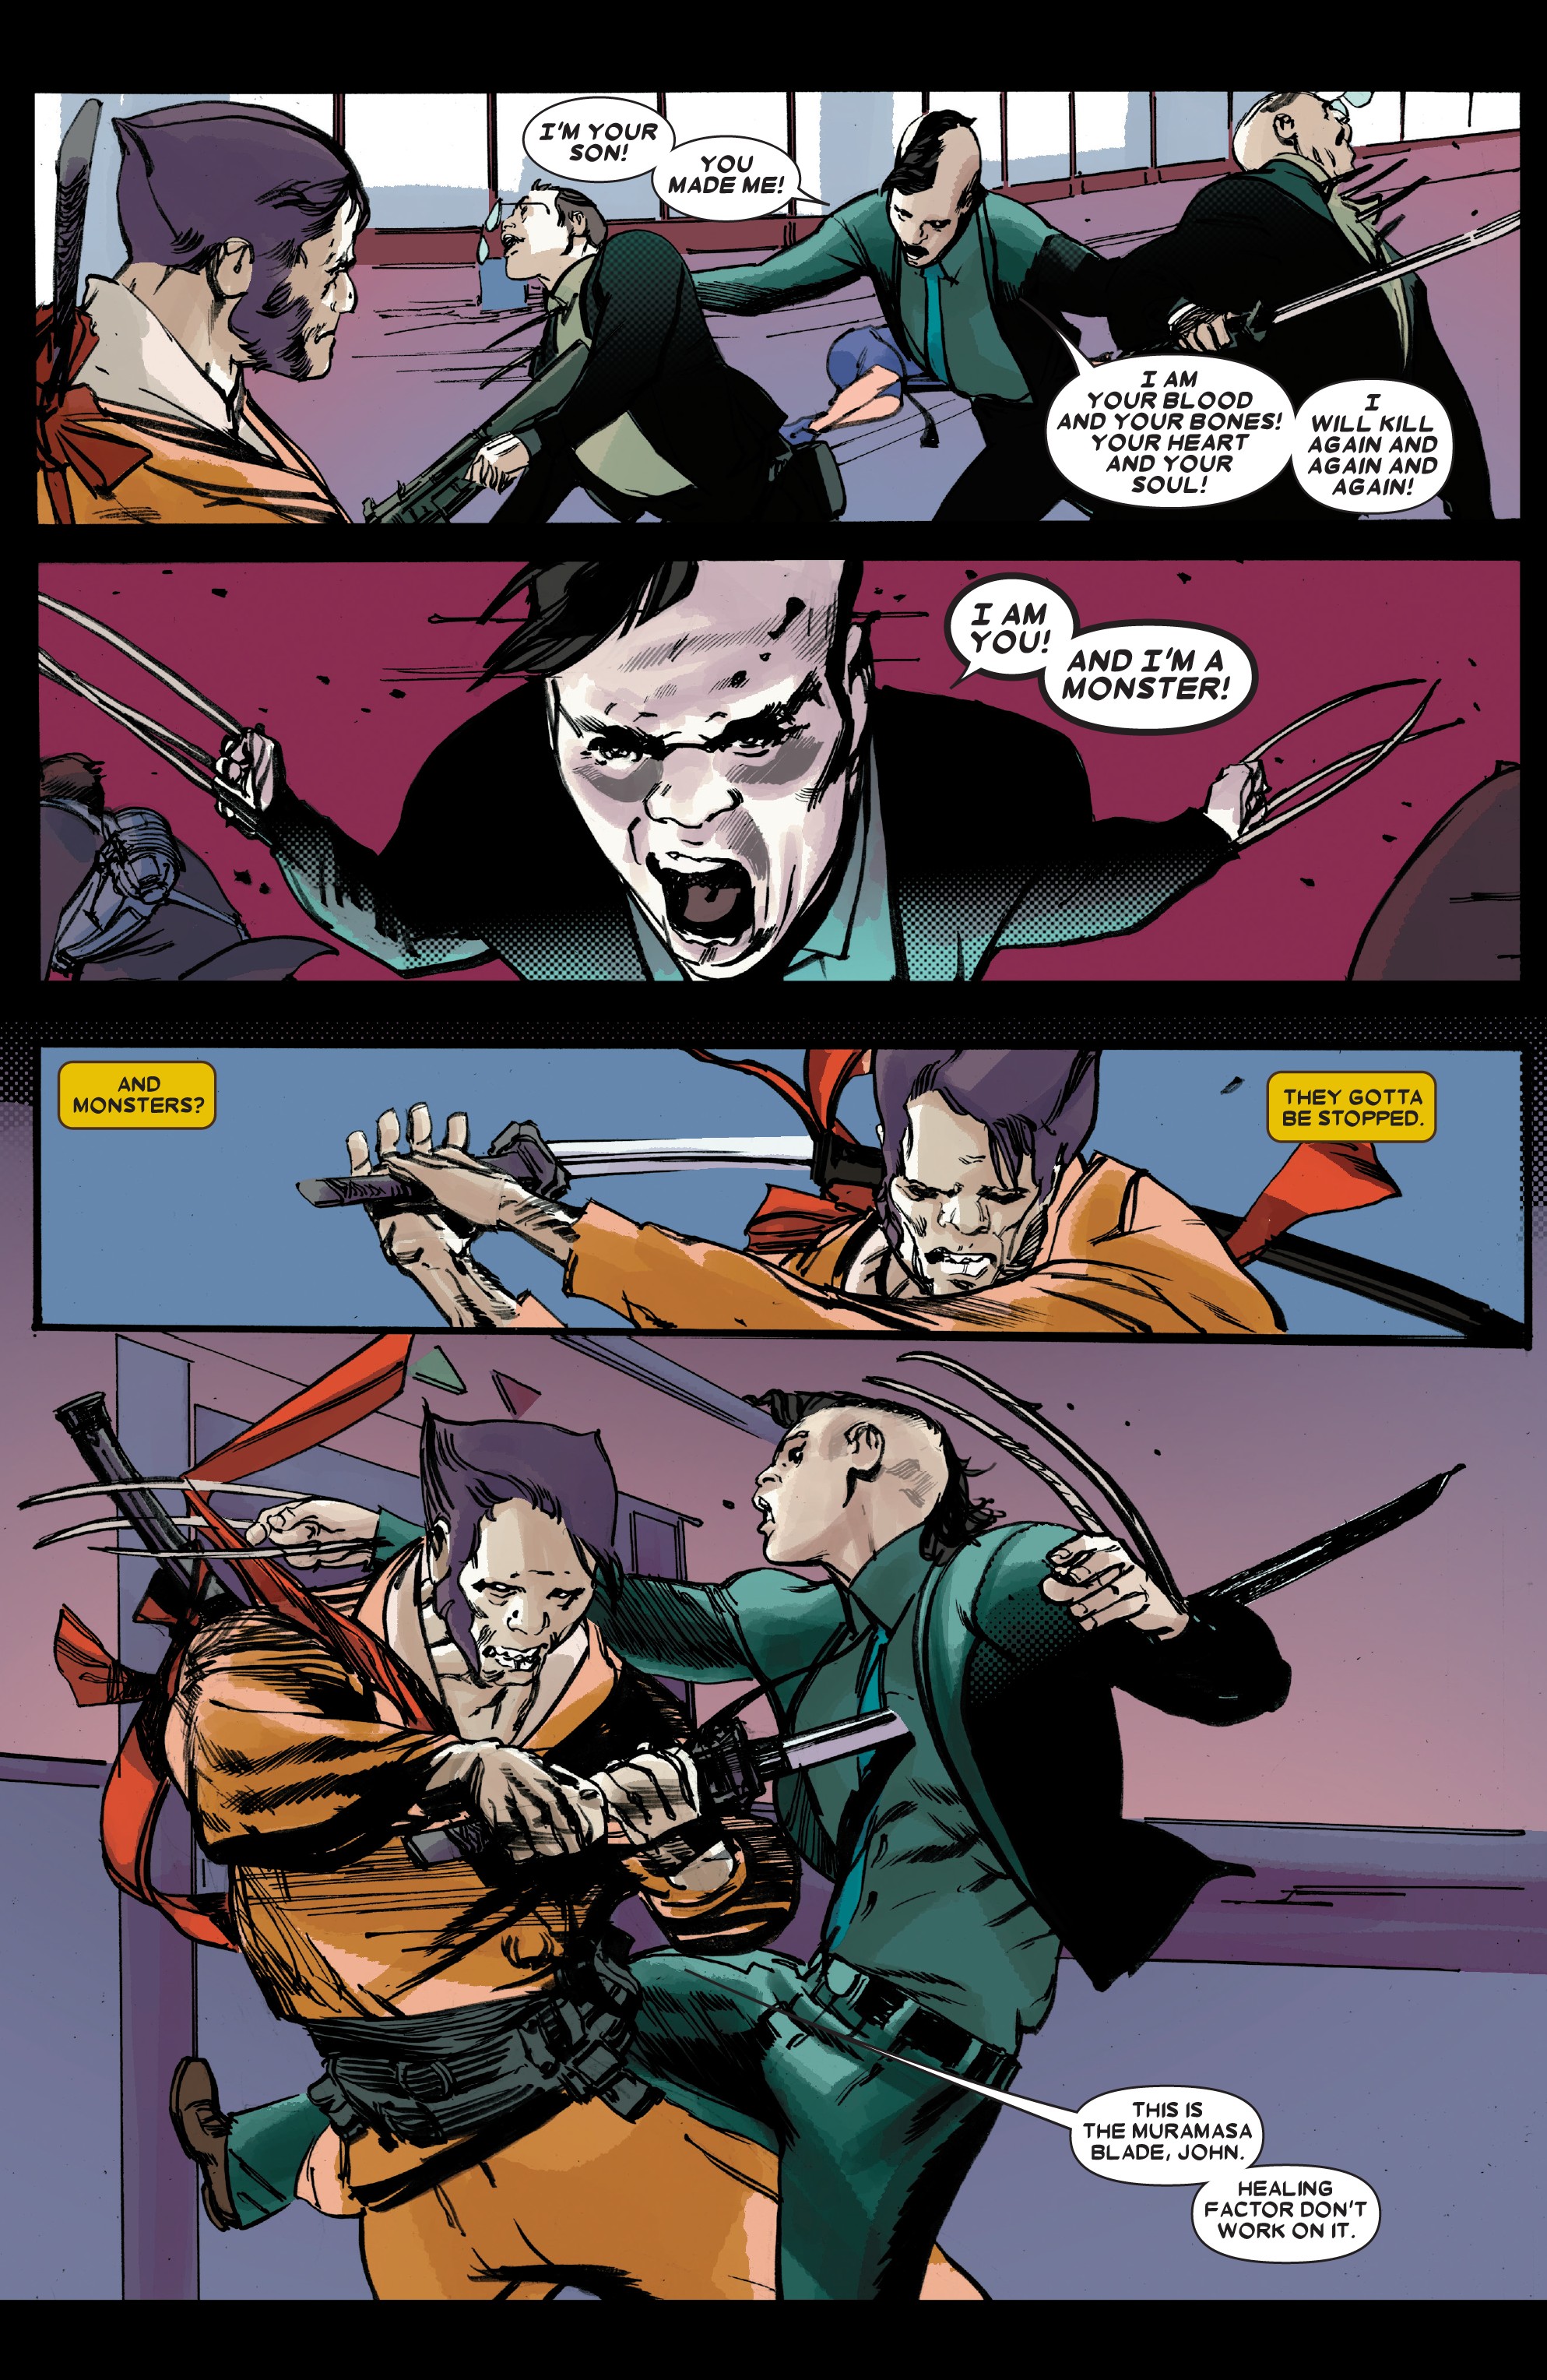 I'M YOUR
SON!
YOU
MADE ME!
I AM
YOUR BLOOD
AND YOUR BONES!
YOUR HEART
AND YOUR
SOUL!
I
WILL KILL
AGAIN AND
AGAIN AND
AGAIN!
I AM
YOU!
AND I'M A
MONSTER!
AND
MONSTERS?
THEY GOTTA
BE STOPPED.
THIS IS
THE MURAMASA
BLADE, JOHN.
HEALING
FACTOR DON'T
WORK ON IT.